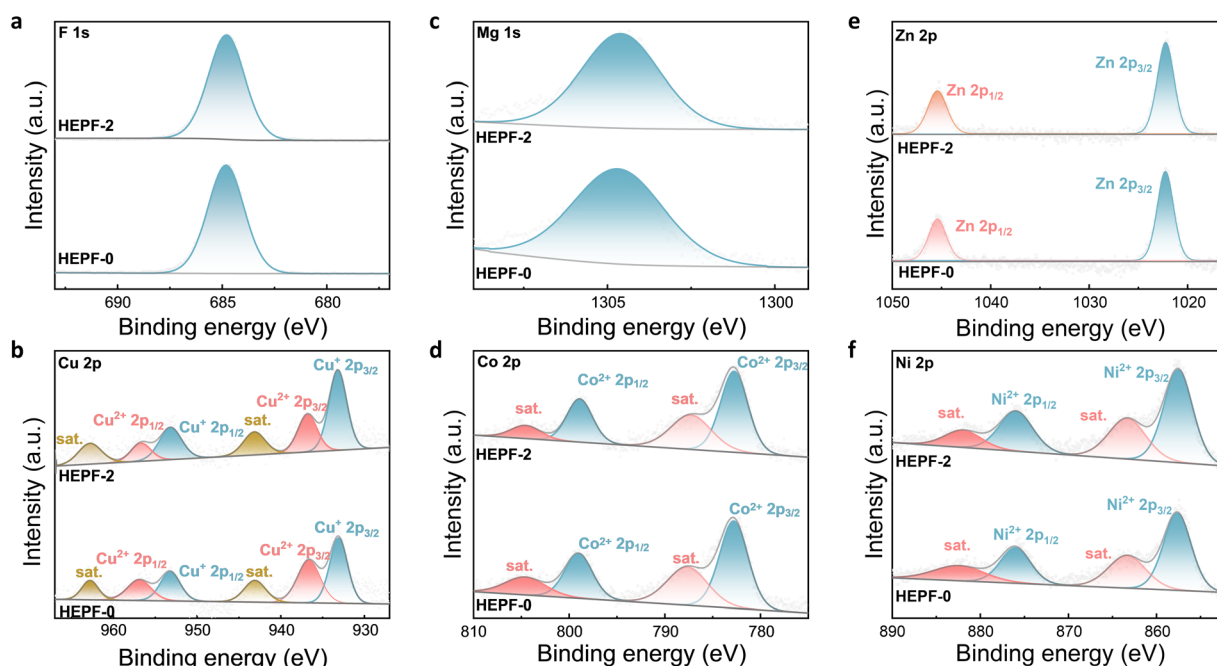 a
F 1s
HEPF-2
HEPF-0
Intensity (a.u.)
690 685 680
Binding energy (eV)
c
Mg 1s
HEPF-2
HEPF-0
Intensity (a.u.)
1305 1300
Binding energy (eV)
e
Zn 2p
Zn 2p3/2
Zn 2p1/2
HEPF-2
Zn 2p3/2
Zn 2p1/2
HEPF-0
Intensity (a.u.)
1050 1040 1030 1020
Binding energy (eV)
b
Cu 2p
Cu+ 2p3/2
sat. Cu2+ 2p3/2
Cu2+ 2p1/2
sat. Cu+ 2p1/2
HEPF-2
Cu+ 2p3/2
Cu2+ 2p1/2 Cu2+ 2p3/2
sat. Cu+ 2p1/2 sat.
HEPF-0
Intensity (a.u.)
960 950 940 930
Binding energy (eV)
d
Co 2p
Co2+ 2p3/2
Co2+ 2p1/2
sat. sat.
HEPF-2
Co2+ 2p3/2
Co2+ 2p1/2
sat. sat.
HEPF-0
Intensity (a.u.)
810 800 790 780
Binding energy (eV)
f
Ni 2p
Ni2+ 2p3/2
Ni2+ 2p1/2
sat. sat.
HEPF-2
Ni2+ 2p3/2
Ni2+ 2p1/2
sat. sat.
HEPF-0
Intensity (a.u.)
890 880 870 860
Binding energy (eV)